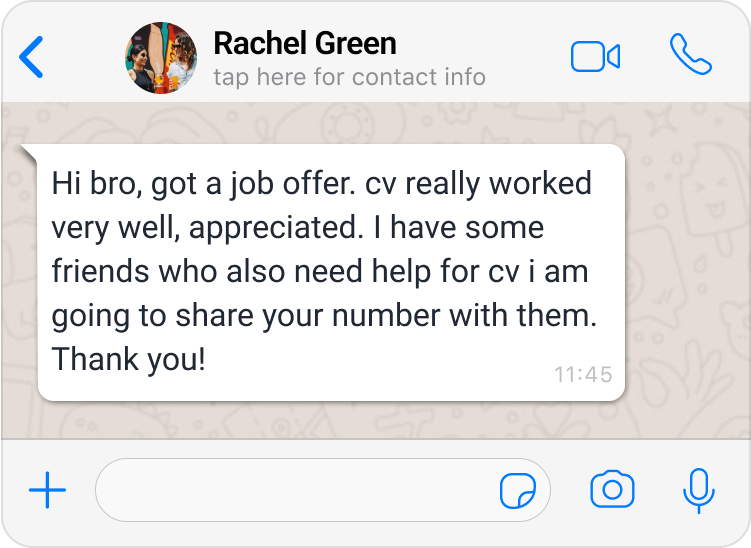 Rachel Green
tap here for contact info
Hi bro, got a job offer. cv really worked
very well, appreciated. I have some
friends who also need help for cv i am
going to share your number with them.
Thank you!
11:45